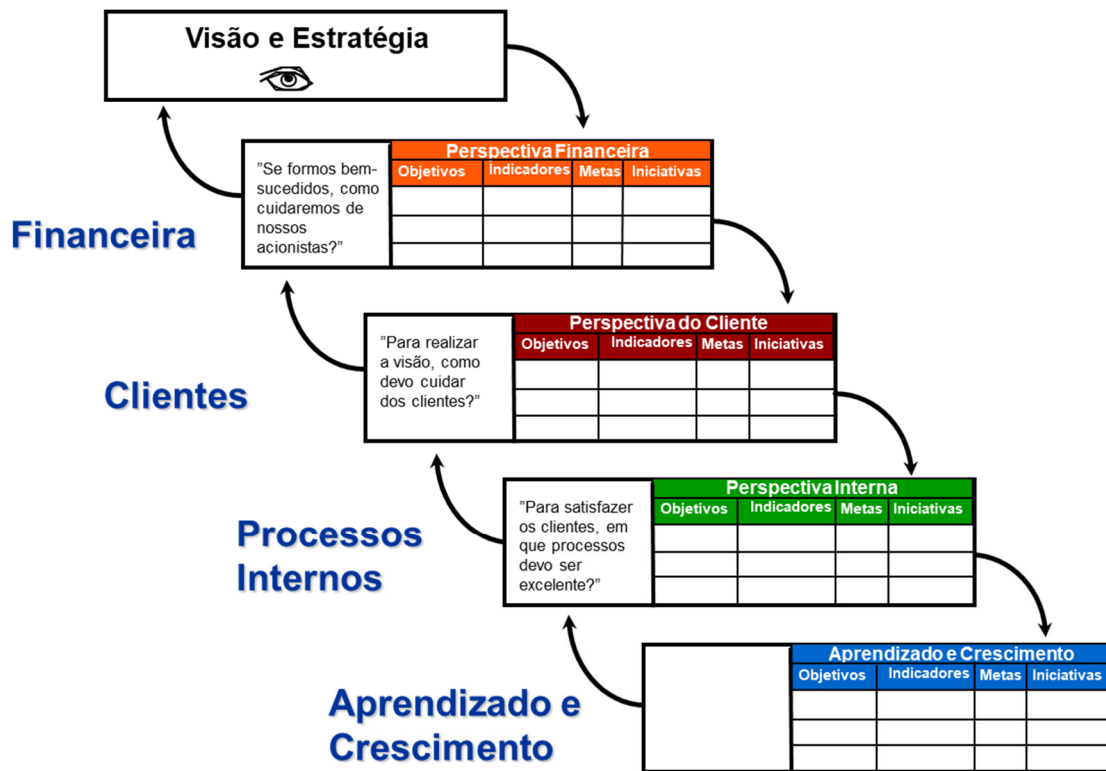 Visão e Estratégia
Perspectiva Financeira
Objetivos Indicadores Metas Iniciativas
"Se formos bem-
sucedidos, como
cuidaremos de
nossos
acionistas?"
Financeira
Perspectiva do Cliente
Objetivos Indicadores Metas Iniciativas
"Para realizar
a visão, como
devo cuidar
dos clientes?"
Clientes
Perspectiva Interna
Objetivos Indicadores Metas Iniciativas
"Para satisfazer
os clientes, em
que processos
devo ser
excelente?"
Processos
Internos
Aprendizado e Crescimento
Objetivos Indicadores Metas Iniciativas
Aprendizado e
Crescimento